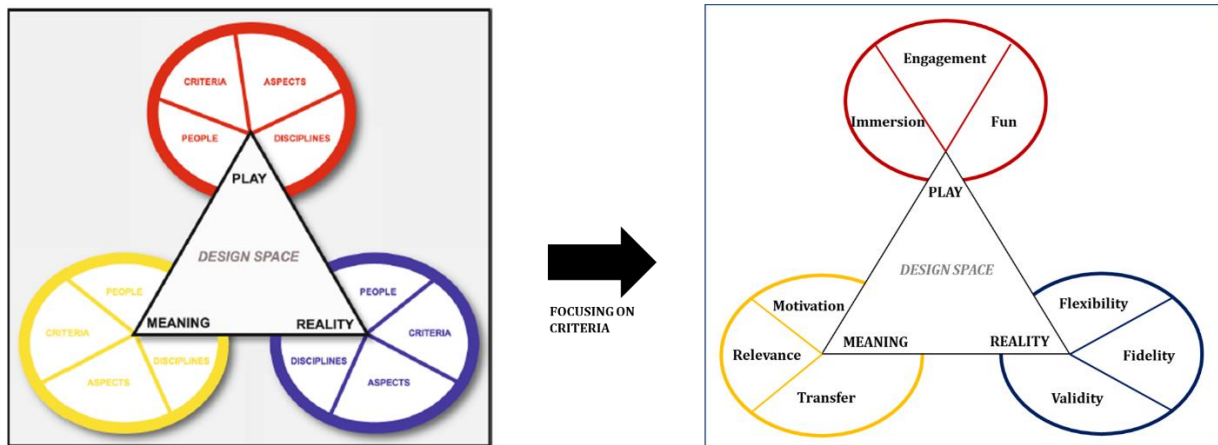 CRITERIA
ASPECTS
PEOPLE
DISCIPLINES
PLAY
DESIGN SPACE
PEOPLE
CRITERIA
ASPECTS
DISCIPLINES
MEANING
REALITY
PEOPLE
CRITERIA
DISCIPLINES
ASPECTS
FOCUSING ON
CRITERIA
Engagement
Immersion
Fun
PLAY
DESIGN SPACE
Motivation
Relevance
Transfer
MEANING
REALITY
Flexibility
Fidelity
Validity